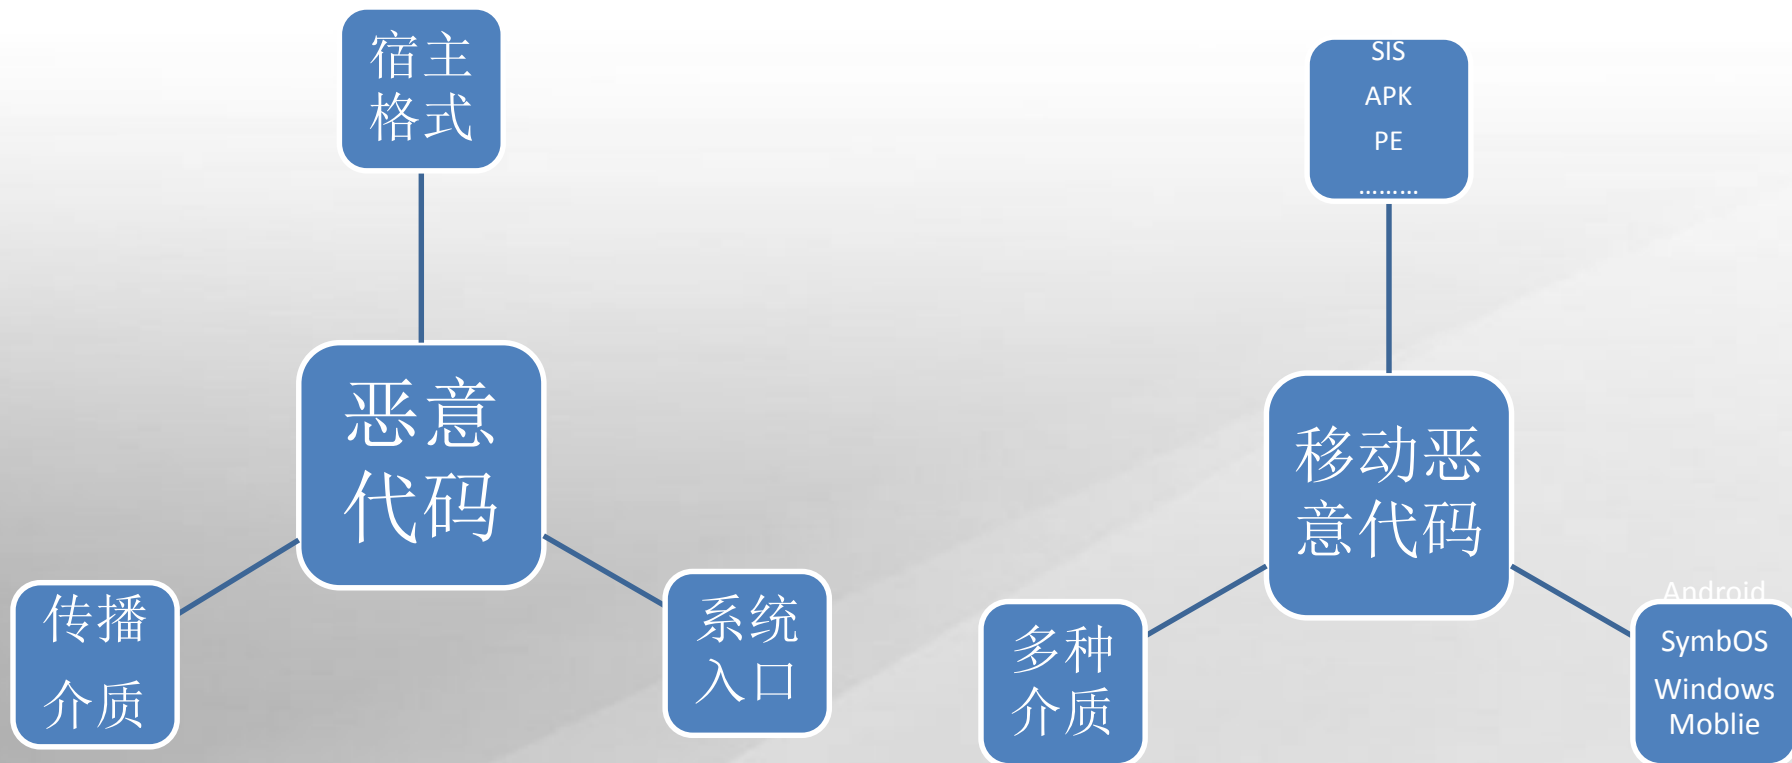 宿主
格式
恶意
代码
传播
介质
系统
入口
SIS
APK
PE
………
移动恶
意代码
多种
介质
Android
SymbOS
Windows
Moblie